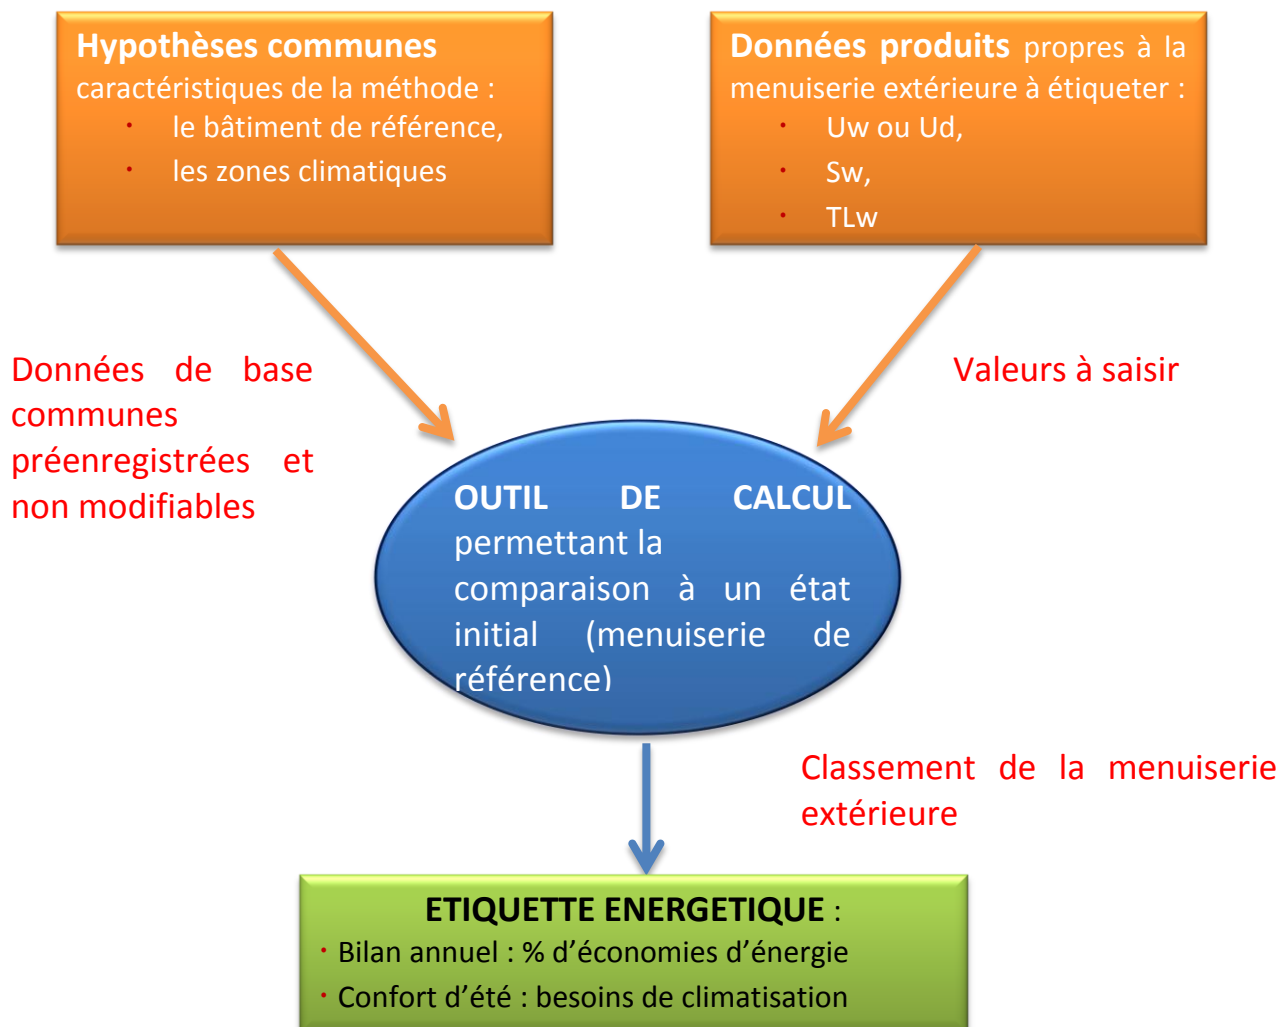 Hypothèses communes
caractéristiques de la méthode :
· le bâtiment de référence,
· les zones climatiques
Données produits propres à la
menuiserie extérieure à étiqueter :
· Uw ou Ud,
· Sw,
· TLw
Données de base
communes
préenregistrées et
non modifiables
Valeurs à saisir
OUTIL DE CALCUL
permettant la
comparaison à un état
initial (menuiserie de
référence)
Classement de la menuiserie
extérieure
ETIQUETTE ENERGETIQUE :
· Bilan annuel : % d’économies d’énergie
· Confort d’été : besoins de climatisation